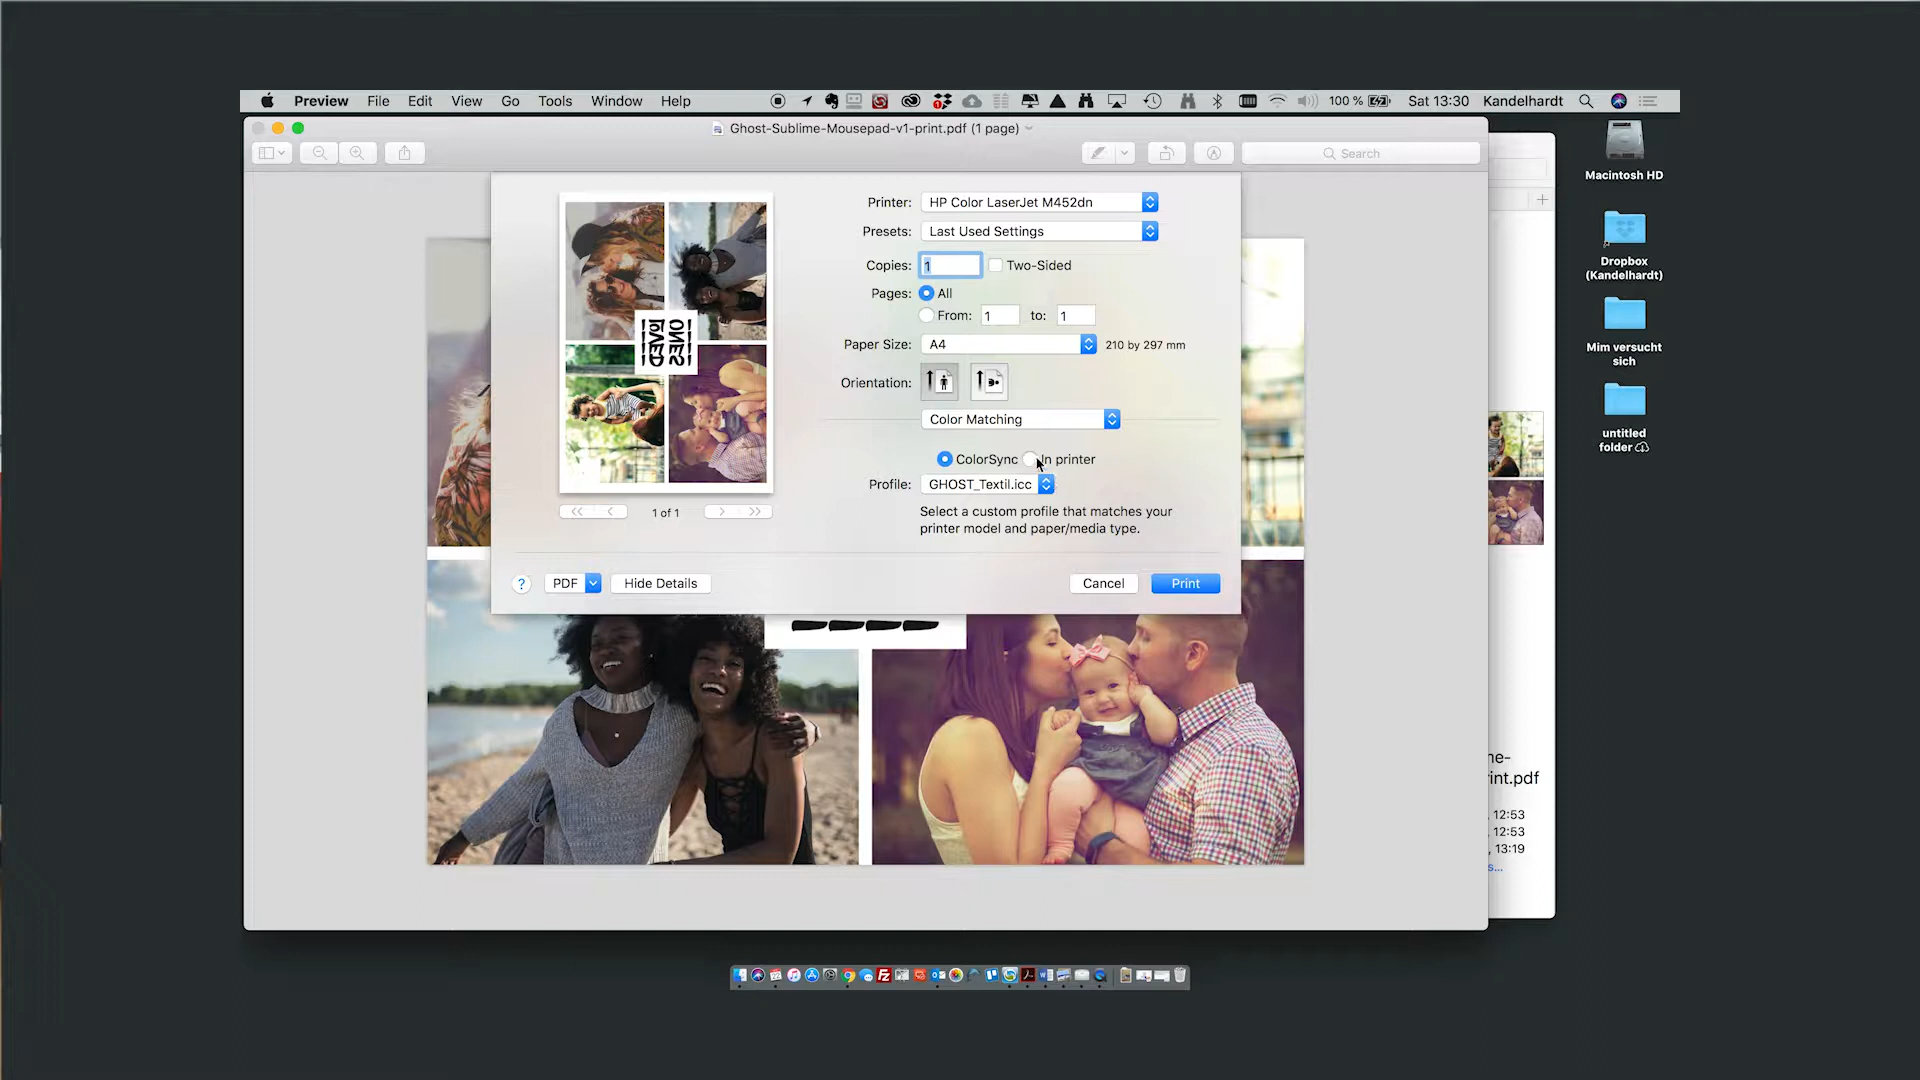 Preview File Edit View Go Tools Window Help 100 % Sat 13:30 Kandelhardt
Ghost-Sublime-Mousepad-v1-print.pdf (1 page)
Search
Macintosh HD
Dropbox
(Kandelhardt)
Mim versucht
sich
untitled
folder
Printer: HP Color LaserJet M452dn
Presets: Last Used Settings
Copies: 1 Two-Sided
Pages: All
From: 1 to: 1
Paper Size: A4 210 by 297 mm
Orientation:
Color Matching
ColorSync In printer
Profile: GHOST_Textil.icc
Select a custom profile that matches your
printer model and paper/media type.
LOVED
ONES
1 of 1
? PDF Hide Details Cancel Print
ne-
rint.pdf
, 12:53
, 12:53
, 13:19
s...